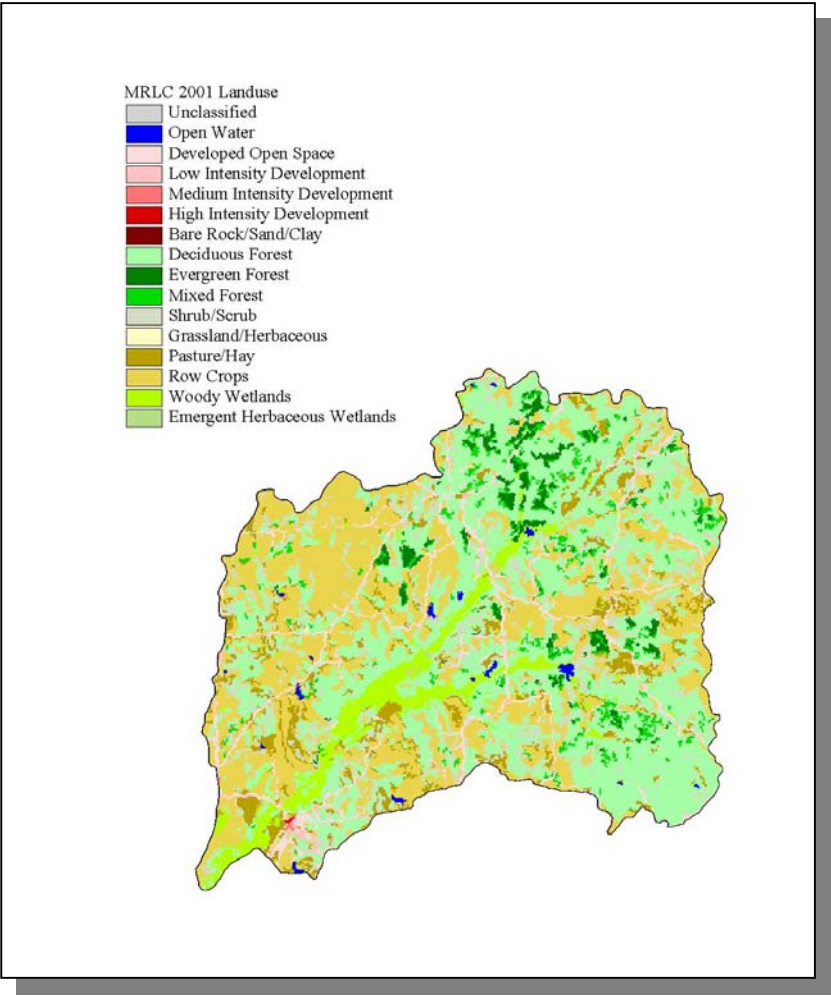 MRLC 2001 Landuse
Unclassified
Open Water
Developed Open Space
Low Intensity Development
Medium Intensity Development
High Intensity Development
Bare Rock/Sand/Clay
Deciduous Forest
Evergreen Forest
Mixed Forest
Shrub/Scrub
Grassland/Herbaceous
Pasture/Hay
Row Crops
Woody Wetlands
Emergent Herbaceous Wetlands